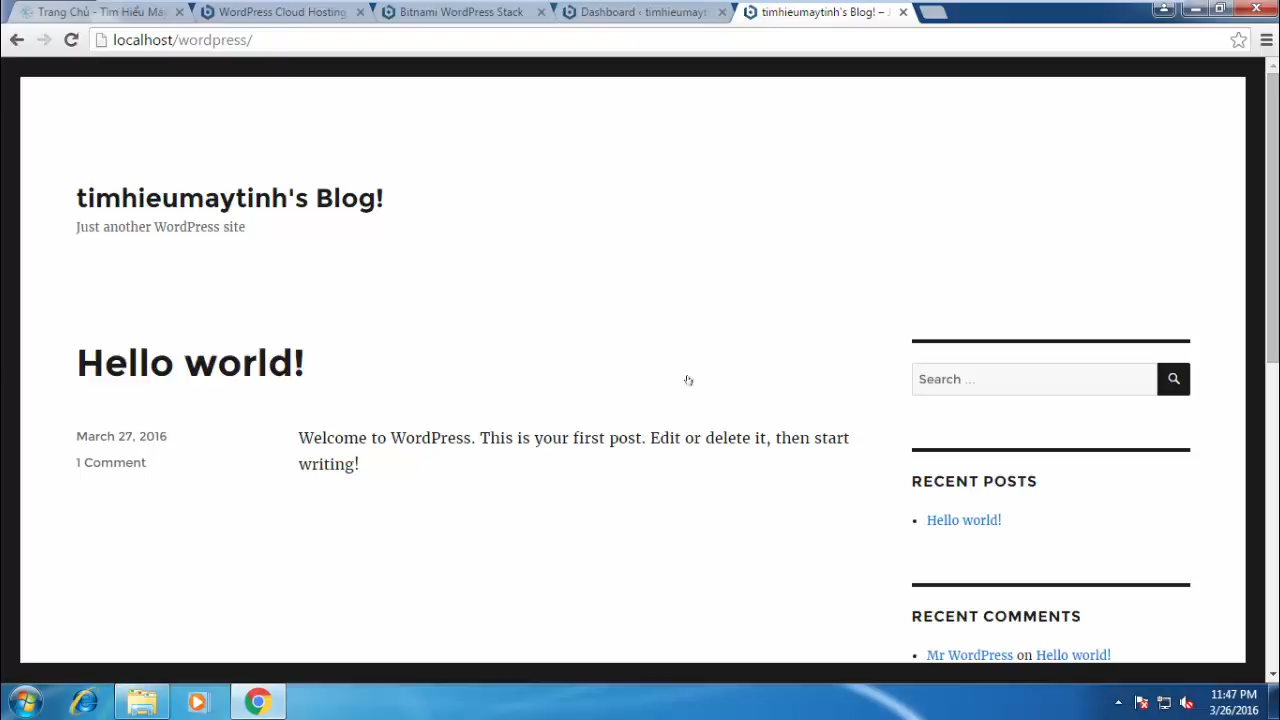 Trang Chủ - Tìm Hiểu Máy
WordPress Cloud Hosting
Bitnami WordPress Stack
Dashboard ‹ timhieumayt
timhieumaytinh's Blog! – J
localhost/wordpress/
timhieumaytinh's Blog!
Just another WordPress site
Hello world!
March 27, 2016
1 Comment
Welcome to WordPress. This is your first post. Edit or delete it, then start
writing!
Search ...
RECENT POSTS
Hello world!
RECENT COMMENTS
Mr WordPress on Hello world!
11:47 PM
3/26/2016